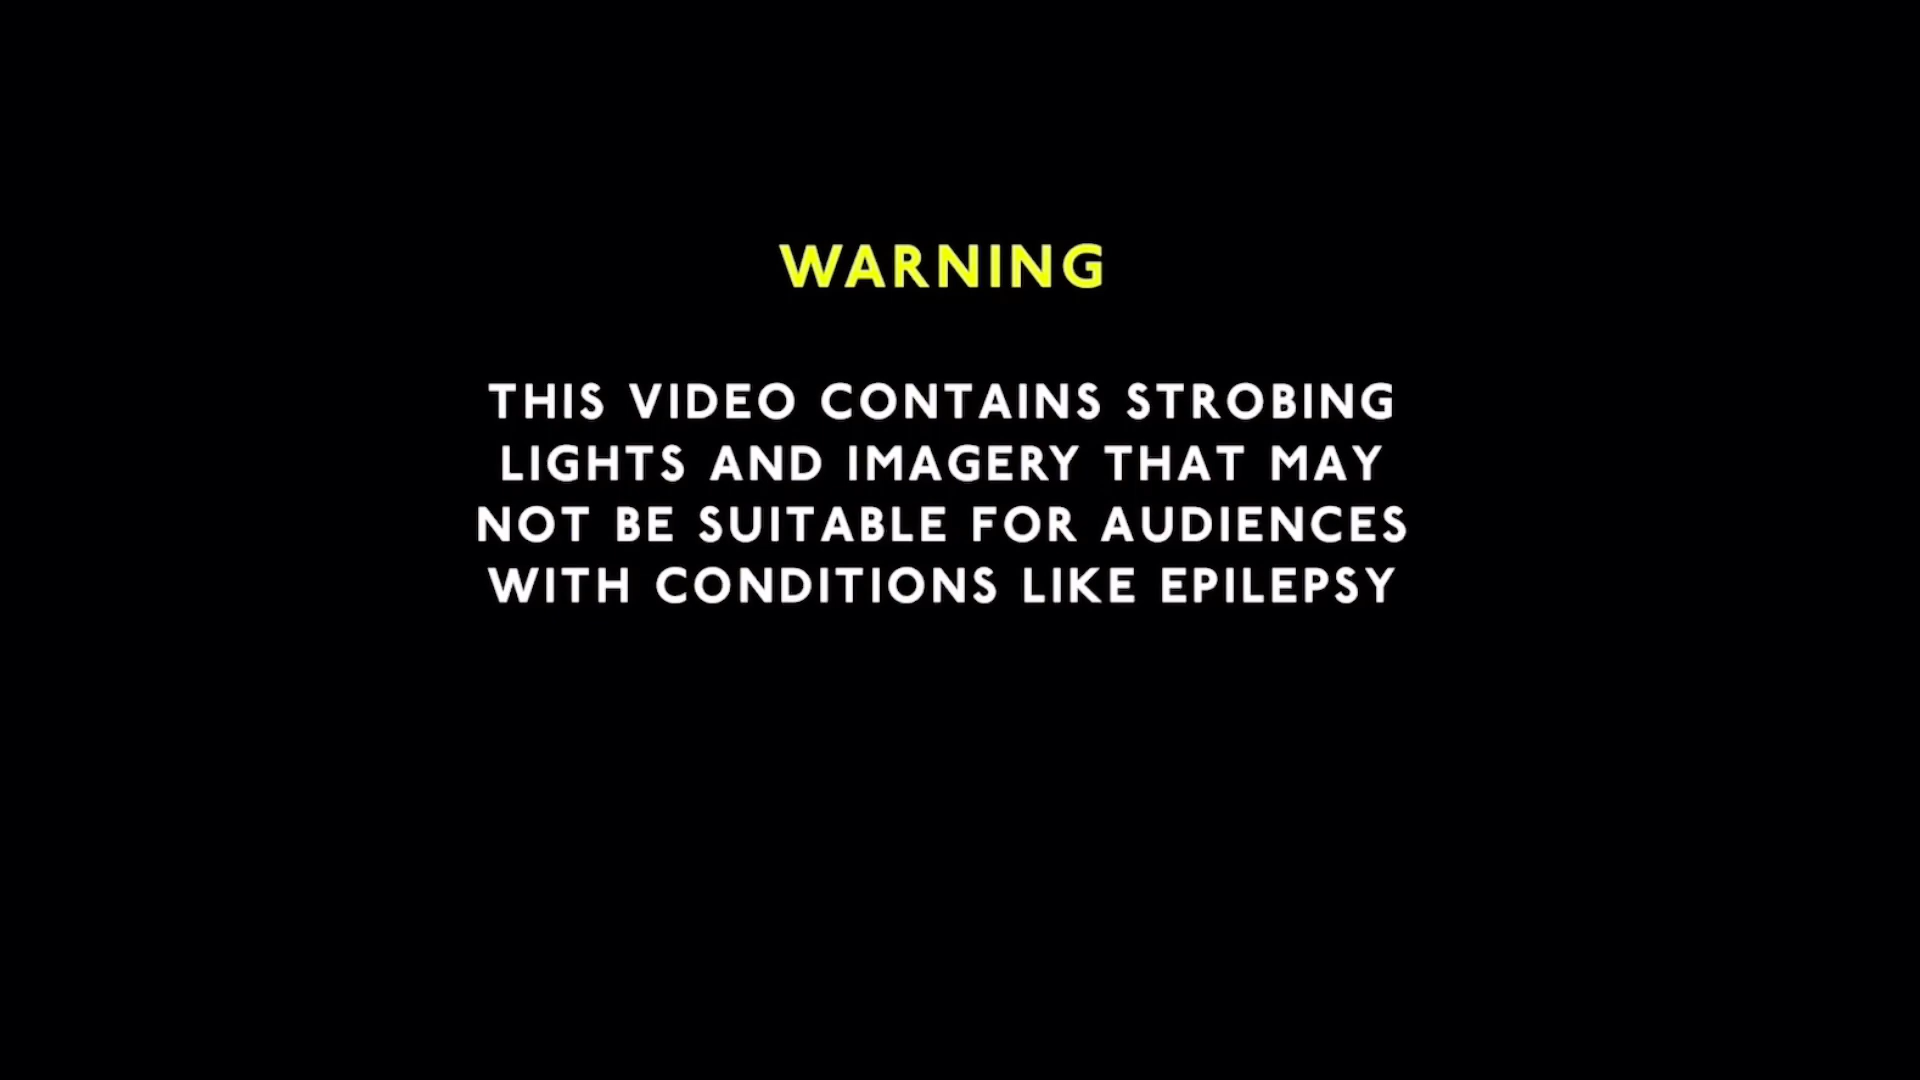 WARNING
THIS VIDEO CONTAINS STROBING
LIGHTS AND IMAGERY THAT MAY
NOT BE SUITABLE FOR AUDIENCES
WITH CONDITIONS LIKE EPILEPSY